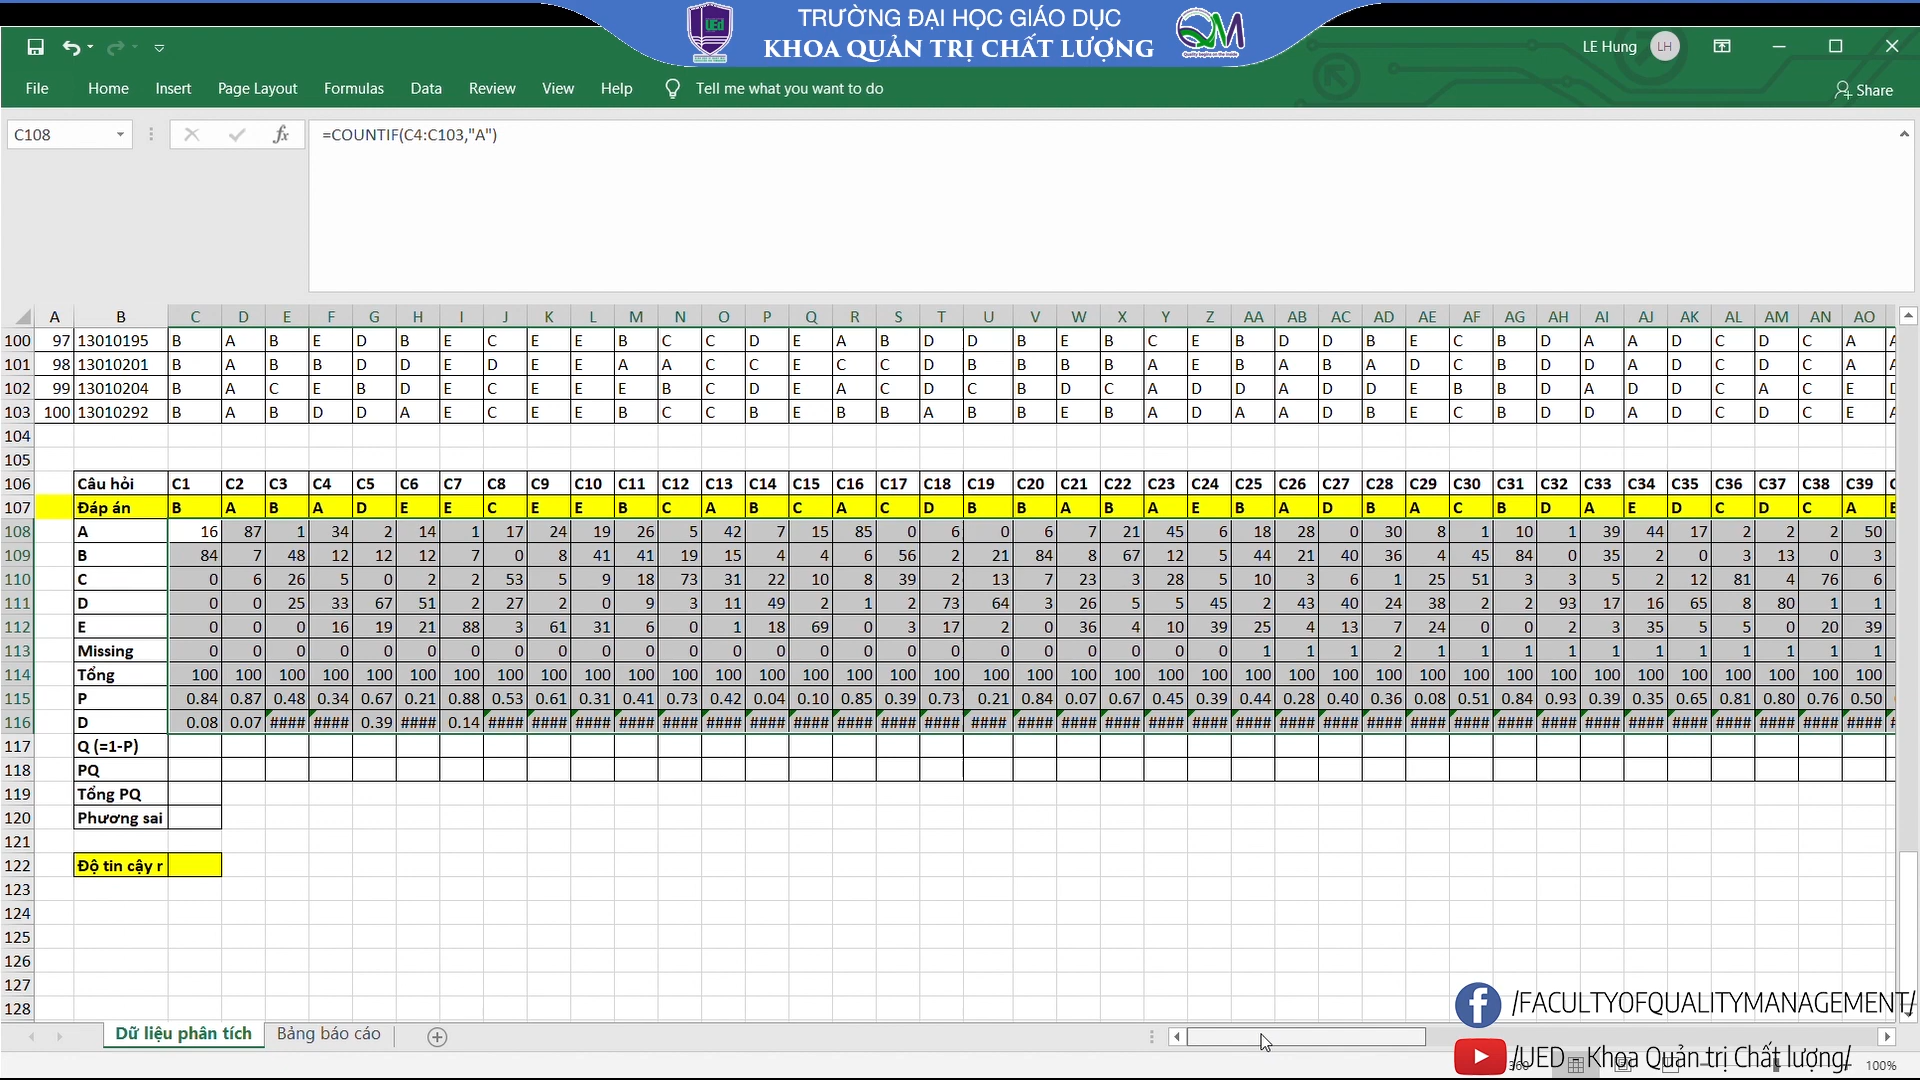 TRƯỜNG ĐẠI HỌC GIÁO DỤC
KHOA QUẢN TRỊ CHẤT LƯỢNG
UEd
QM
LE Hung LH
File Home Insert Page Layout Formulas Data Review View Help Tell me what you want to do Share
C108 fx =COUNTIF(C4:C103,"A")
A B C D E F G H I J K L M N O P Q R S T U V W X Y Z AA AB AC AD AE AF AG AH AI AJ AK AL AM AN AO
100 97 13010195 B A B E D B E C E E B C C D E A B D D B E B C E B D D B E C B D A A D C D C A A
101 98 13010201 B A B B D D E D E E A A C C E C C D B B B B A E B A B A D C B D D A D C D C A A
102 99 13010204 B A C E B D E C E E E B C D E A C D C B D C A D D A D D E B B D A D D C A C E D
103 100 13010292 B A B D D A E C E E B C C B E B B A B B E B A D A A D B E C B D D A D C D C E A
104
105
106 Câu hỏi C1 C2 C3 C4 C5 C6 C7 C8 C9 C10 C11 C12 C13 C14 C15 C16 C17 C18 C19 C20 C21 C22 C23 C24 C25 C26 C27 C28 C29 C30 C31 C32 C33 C34 C35 C36 C37 C38 C39
107 Đáp án B A B A D E E C E E B C A B C A C D B B A B A E B A D B A C B D A E D C D C A
108 A 16 87 1 34 2 14 1 17 24 19 26 5 42 7 15 85 0 6 0 6 7 21 45 6 18 28 0 30 8 1 10 1 39 44 17 2 2 2 50
109 B 84 7 48 12 12 12 7 0 8 41 41 19 15 4 4 6 56 2 21 84 8 67 12 5 44 21 40 36 4 45 84 0 35 2 0 3 13 0 3
110 C 0 6 26 5 0 2 2 53 5 9 18 73 31 22 10 8 39 2 13 7 23 3 28 5 10 3 6 1 25 51 3 3 5 2 12 81 4 76 6
111 D 0 0 25 33 67 51 2 27 2 0 9 3 11 49 2 1 2 73 64 3 26 5 5 45 2 43 40 24 38 2 2 93 17 16 65 8 80 1 1
112 E 0 0 0 16 19 21 88 3 61 31 6 0 1 18 69 0 3 17 2 0 36 4 10 39 25 4 13 7 24 0 0 2 3 35 5 5 0 20 39
113 Missing 0 0 0 0 0 0 0 0 0 0 0 0 0 0 0 0 0 0 0 0 0 0 0 0 1 1 1 2 1 1 1 1 1 1 1 1 1 1 1
114 Tổng 100 100 100 100 100 100 100 100 100 100 100 100 100 100 100 100 100 100 100 100 100 100 100 100 100 100 100 100 100 100 100 100 100 100 100 100 100 100 100
115 P 0.84 0.87 0.48 0.34 0.67 0.21 0.88 0.53 0.61 0.31 0.41 0.73 0.42 0.04 0.10 0.85 0.39 0.73 0.21 0.84 0.07 0.67 0.45 0.39 0.44 0.28 0.40 0.36 0.08 0.51 0.84 0.93 0.39 0.35 0.65 0.81 0.80 0.76 0.50
116 D 0.08 0.07 #### #### 0.39 #### 0.14 #### #### #### #### #### #### #### #### #### #### #### #### #### #### #### #### #### #### #### #### #### #### #### #### #### #### #### #### #### #### #### ####
117 Q (=1-P)
118 PQ
119 Tổng PQ
120 Phương sai
121
122 Độ tin cậy r
123
124
125
126
127
128
/FACULTYOFQUALITYMANAGEMENT/
Dữ liệu phân tích Bảng báo cáo
/UED - Khoa Quản trị Chất lượng/
100%